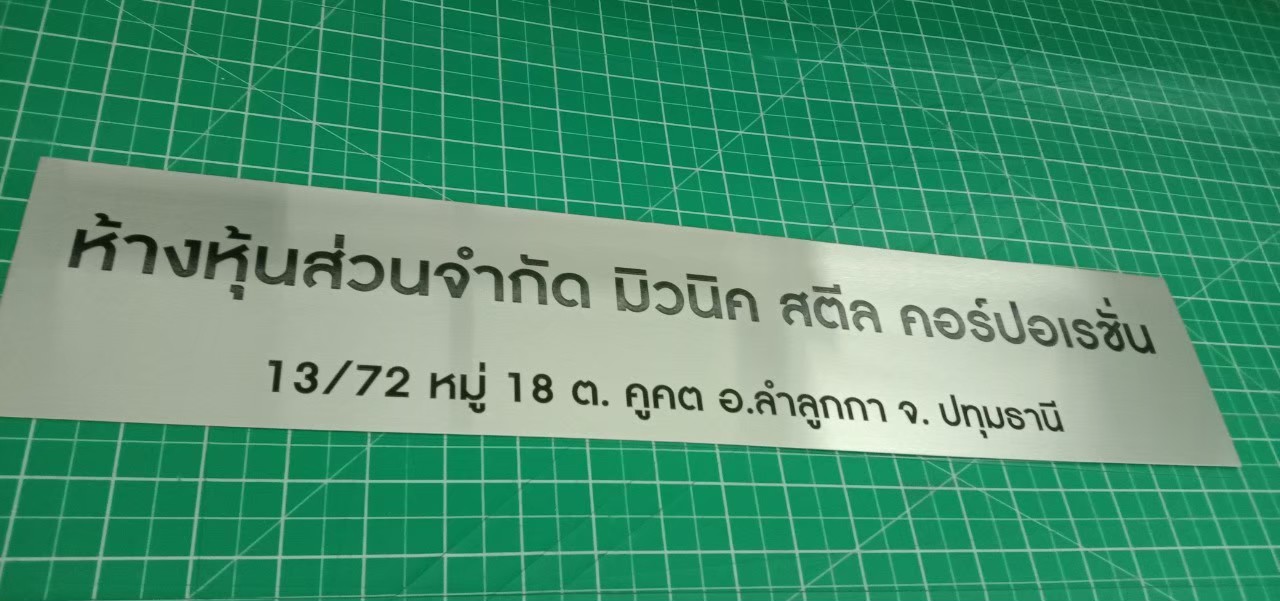 ห้างหุ้นส่วนจำกัด มิวนิค สตีล คอร์ปอเรชั่น
13/72 หมู่ 18 ต. คูคต อ.ลำลูกกา จ. ปทุมธานี